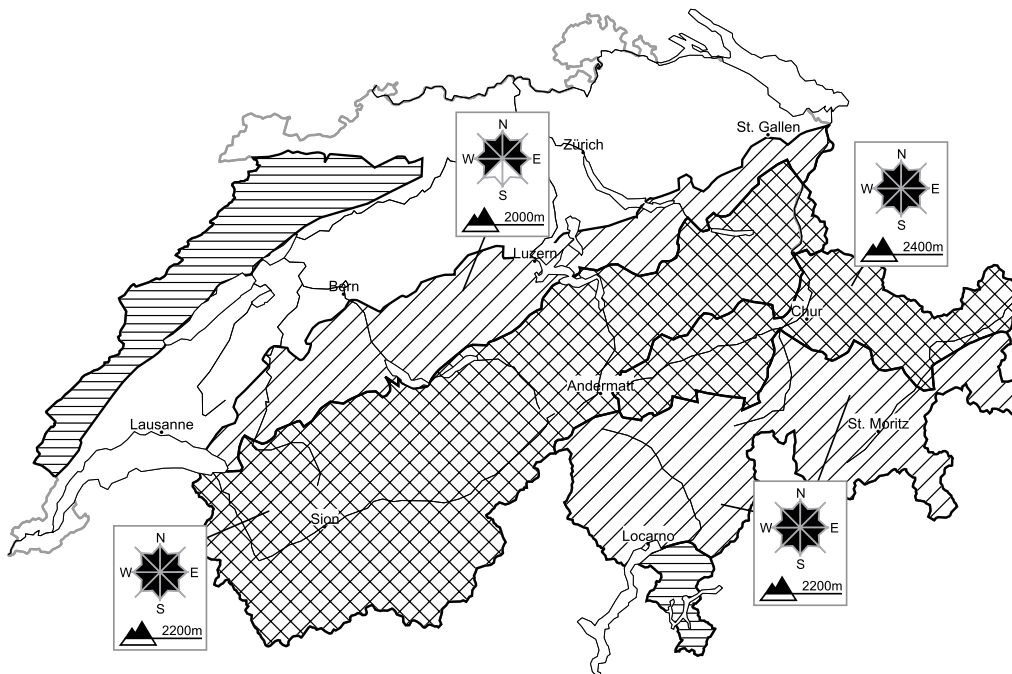 St. Gallen
N
W E
S
2000m
Zürich
N
W E
S
2400m
Luzern
Bern
Chur
Andermatt
Lausanne
St. Moritz
N
W E
S
2200m
Sion
Locarno
N
W E
S
2200m